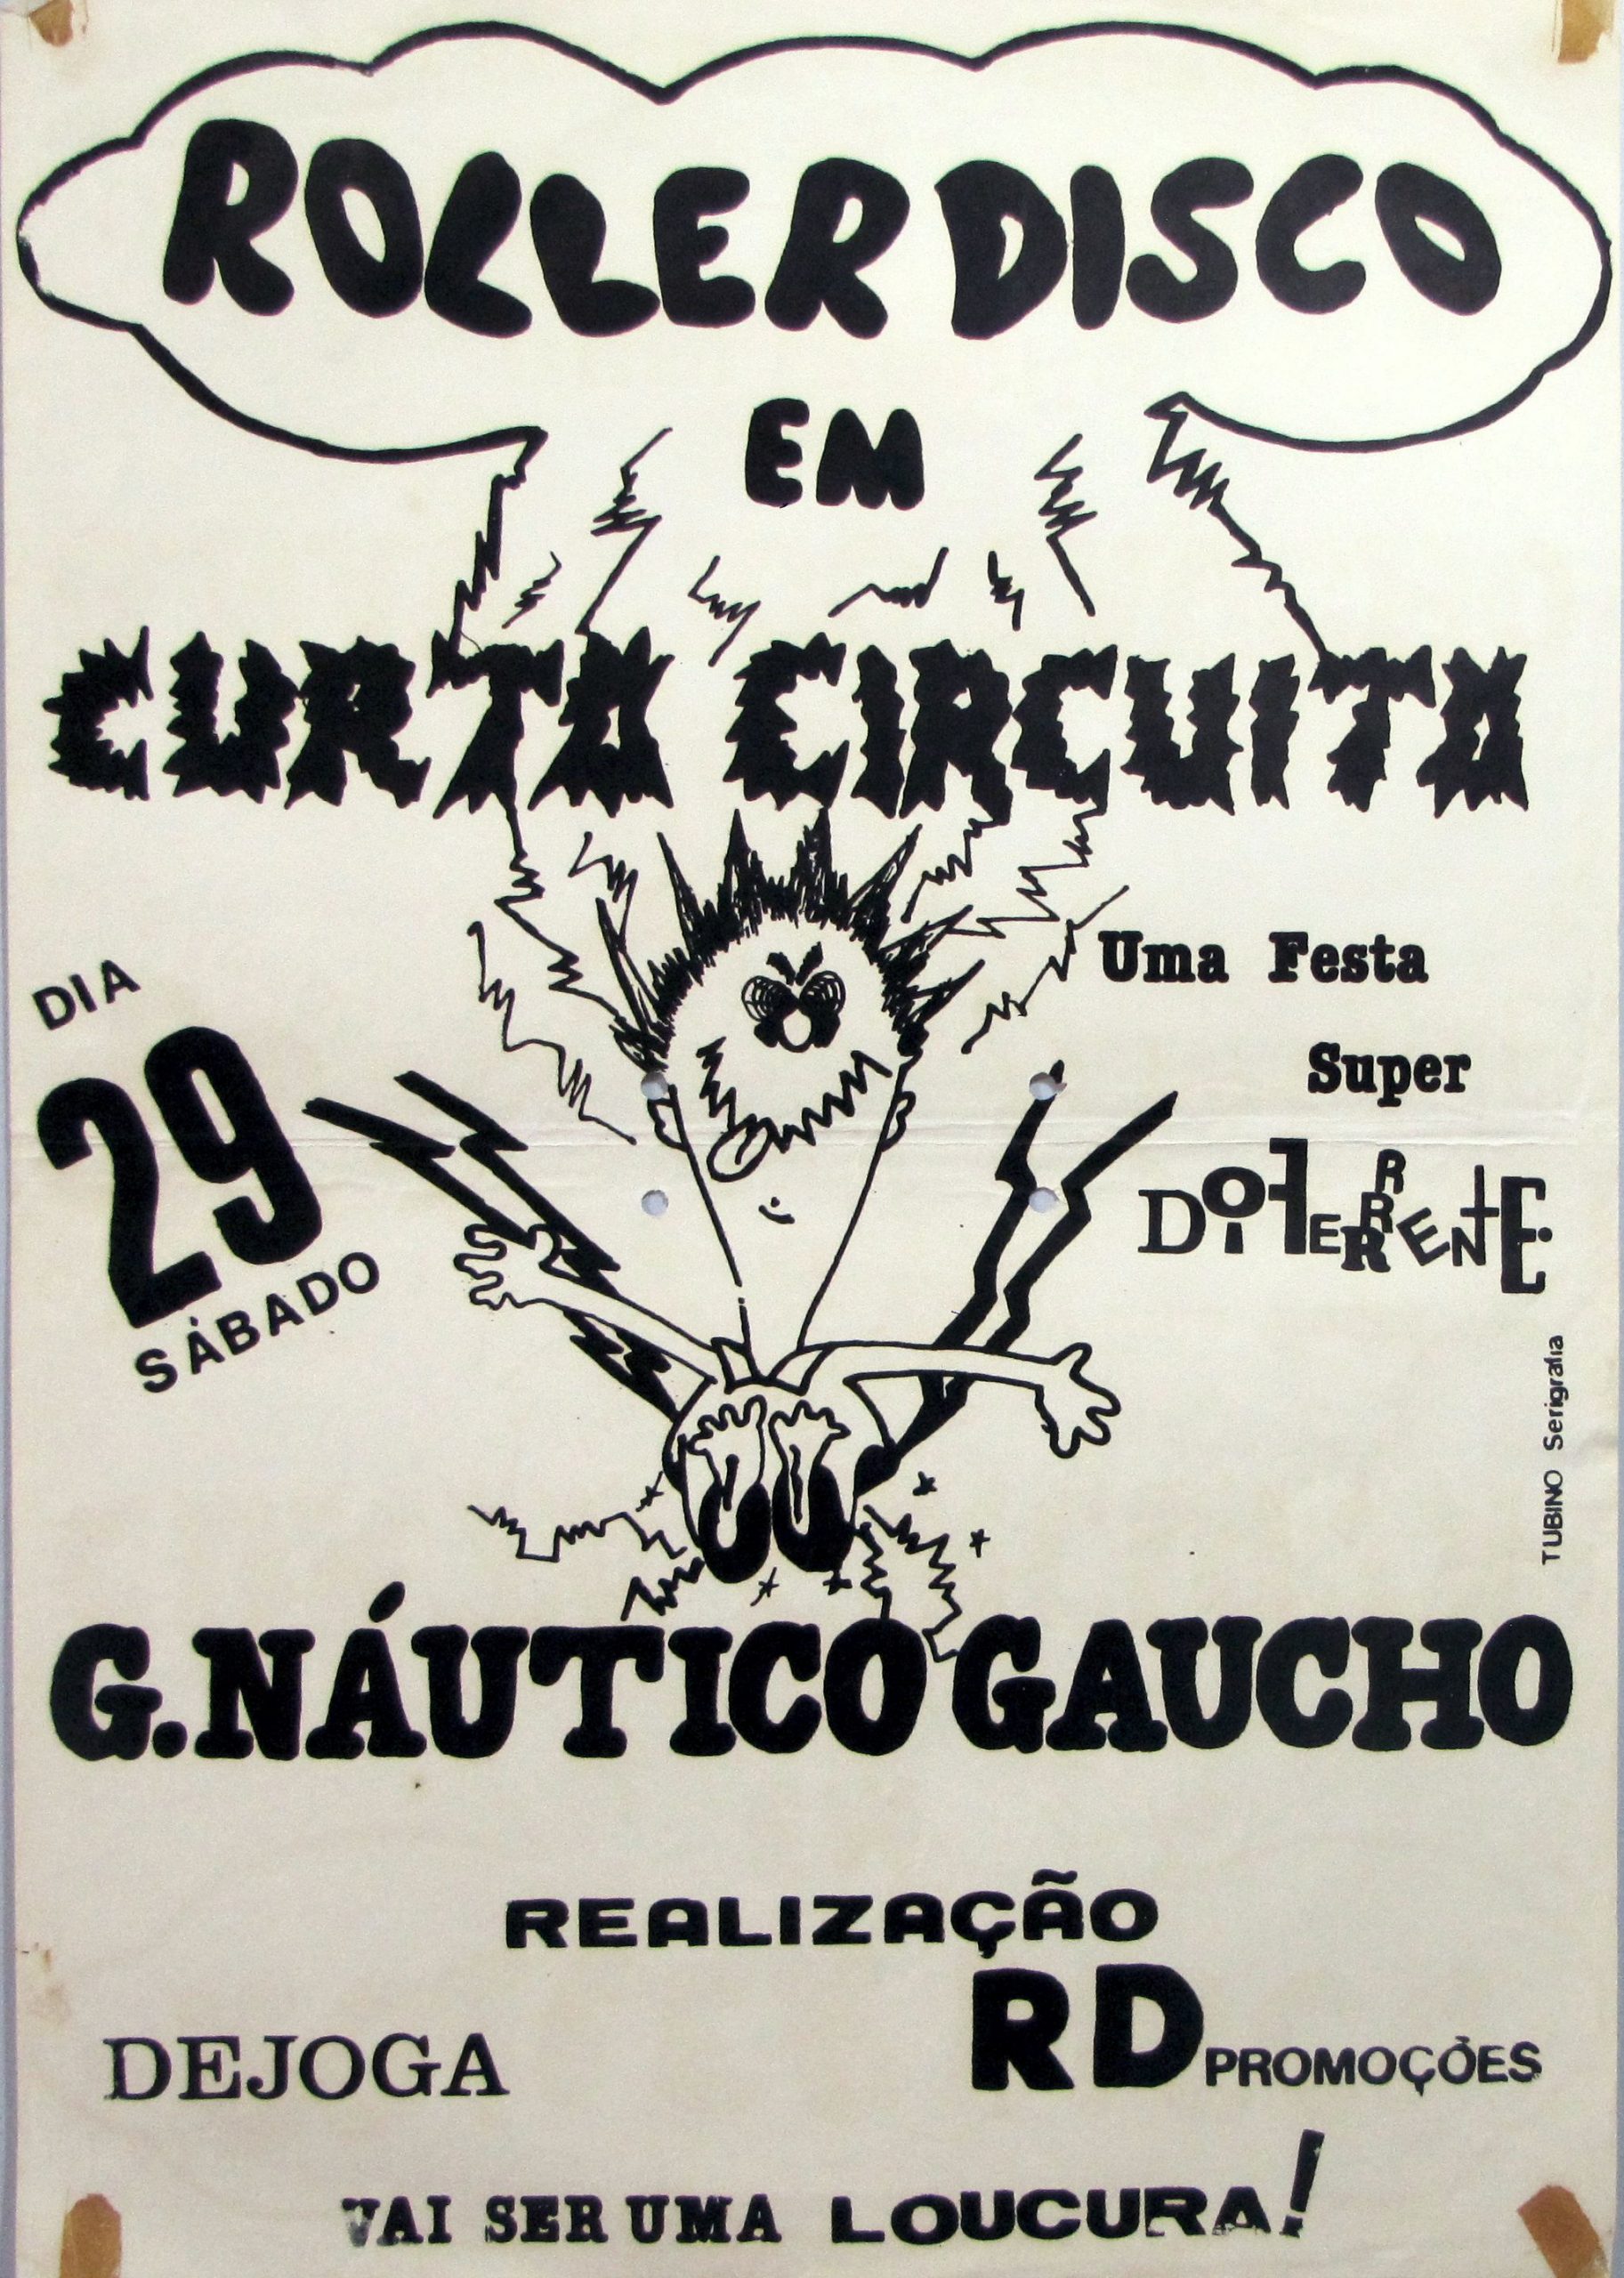 ROLLER DISCO
EM
CURTO CIRCUITO
Uma Festa
Super
DiFERRRENTE
DIA
29
SÁBADO
TUBINO Serigrafia
G.NÁUTICO GAUCHO
REALIZAÇÃO
DEJOGA
RD PROMOÇÕES
VAI SER UMA LOUCURA!